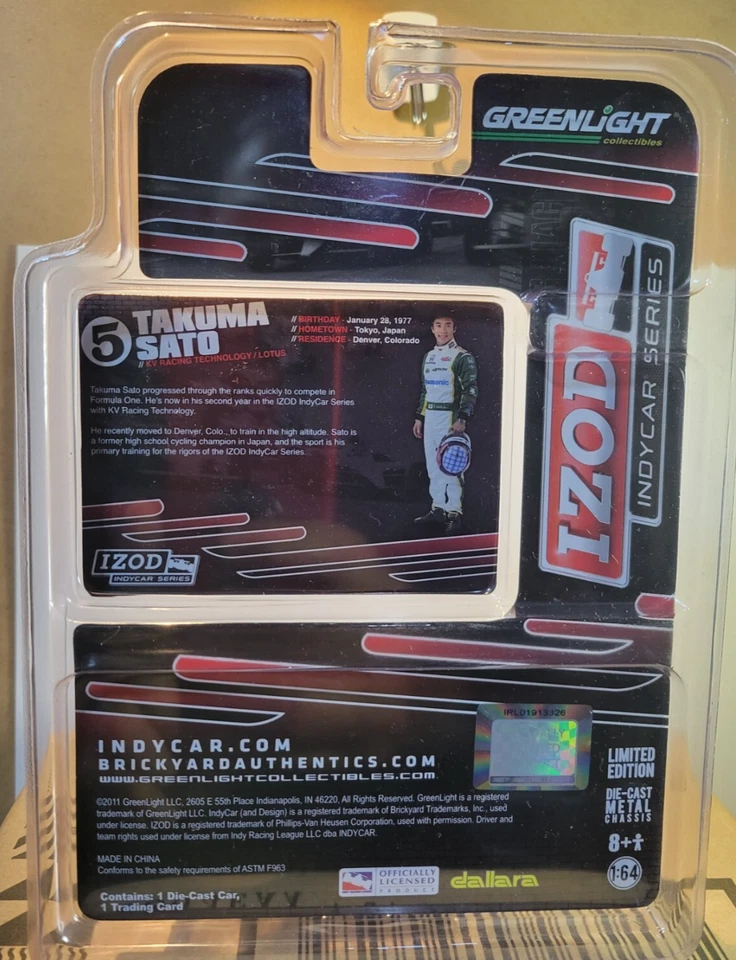 GREENLIGHT
collectibles
IZOD
INDYCAR SERIES
5 TAKUMA
SATO
// KV RACING TECHNOLOGY / LOTUS
// BIRTHDAY - January 28, 1977
// HOMETOWN - Tokyo, Japan
// RESIDENCE - Denver, Colorado
Takuma Sato progressed through the ranks quickly to compete in
Formula One. He's now in his second year in the IZOD IndyCar Series
with KV Racing Technology.
He recently moved to Denver, Colo., to train in the high altitude. Sato is
a former high school cycling champion in Japan, and the sport is his
primary training for the rigors of the IZOD IndyCar Series.
Panasonic
IZOD
INDYCAR SERIES
INDYCAR.COM
BRICKYARDAUTHENTICS.COM
WWW.GREENLIGHTCOLLECTIBLES.COM
IRL01913326
LIMITED
EDITION
DIE-CAST
METAL
CHASSIS
8+
1:64
©2011 GreenLight LLC, 2605 E 55th Place Indianapolis, IN 46220, All Rights Reserved. GreenLight is a registered
trademark of GreenLight LLC. IndyCar (and Design) is a registered trademark of Brickyard Trademarks, Inc., used
under license. IZOD is a registered trademark of Phillips-Van Heusen Corporation, used with permission. Driver and
team rights used under license from Indy Racing League LLC dba INDYCAR.
MADE IN CHINA
Conforms to the safety requirements of ASTM F963
Contains: 1 Die-Cast Car,
1 Trading Card
OFFICIALLY
LICENSED
PRODUCT
dallara